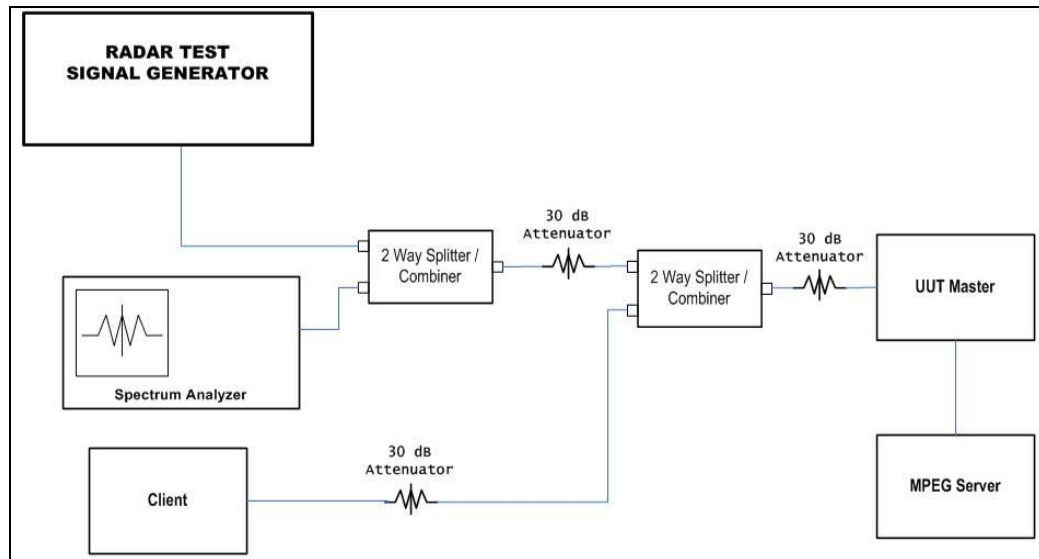 RADAR TEST
SIGNAL GENERATOR
30 dB
Attenuator
30 dB
Attenuator
2 Way Splitter /
Combiner
2 Way Splitter /
Combiner
UUT Master
Spectrum Analyzer
30 dB
Attenuator
Client
MPEG Server